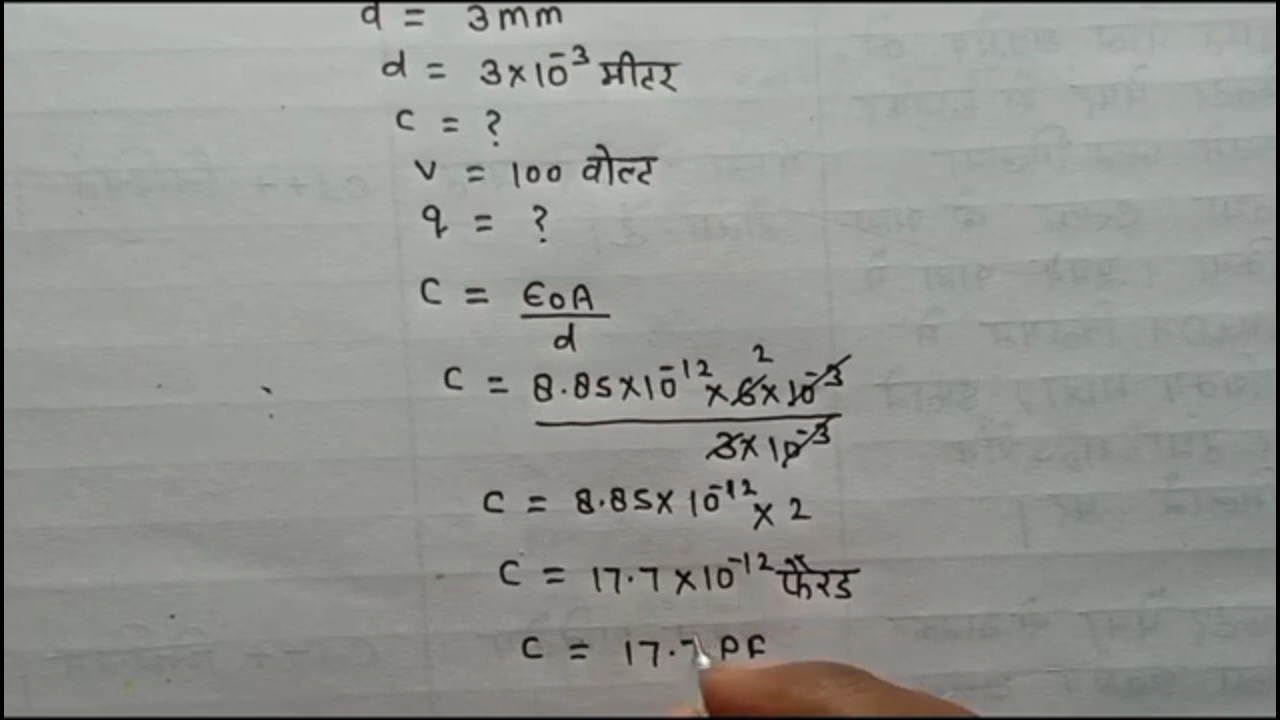 d = 3mm
d = 3×10⁻³ मीटर
C = ?
V = 100 वोल्ट
q = ?
C = ε₀A
d
C = 8.85×10⁻¹² × 6 × 10⁻³ 2
3×10⁻³
C = 8.85×10⁻¹² × 2
C = 17.7×10⁻¹² फैरड
C = 17.7 PF